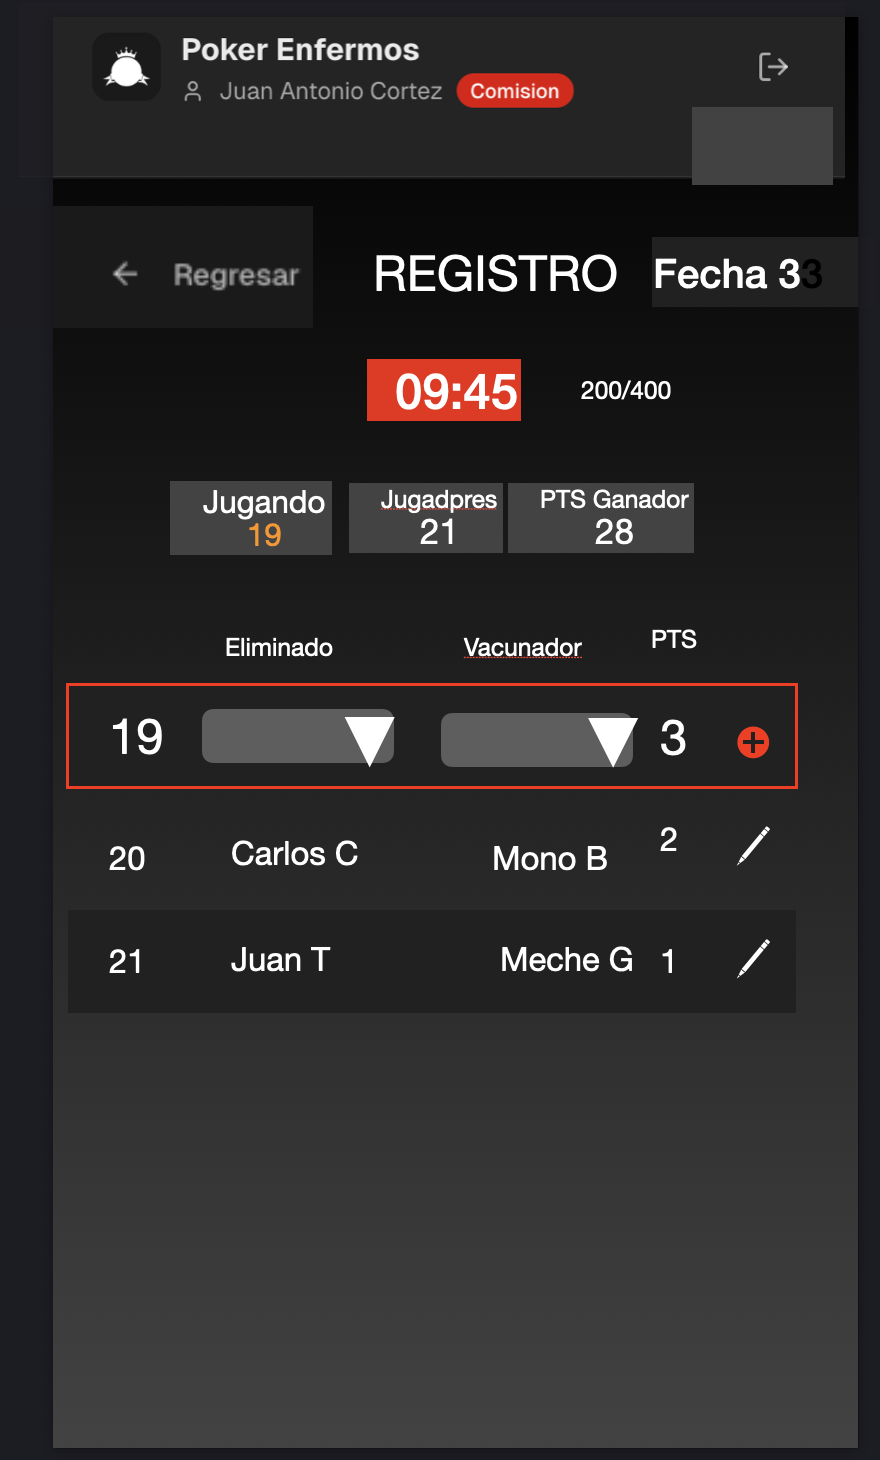 Poker Enfermos
Juan Antonio Cortez Comision
Regresar REGISTRO Fecha 33
09:45 200/400
Jugando Jugadpres PTS Ganador
19 21 28
Eliminado Vacunador PTS
19 3
20 Carlos C Mono B 2
21 Juan T Meche G 1